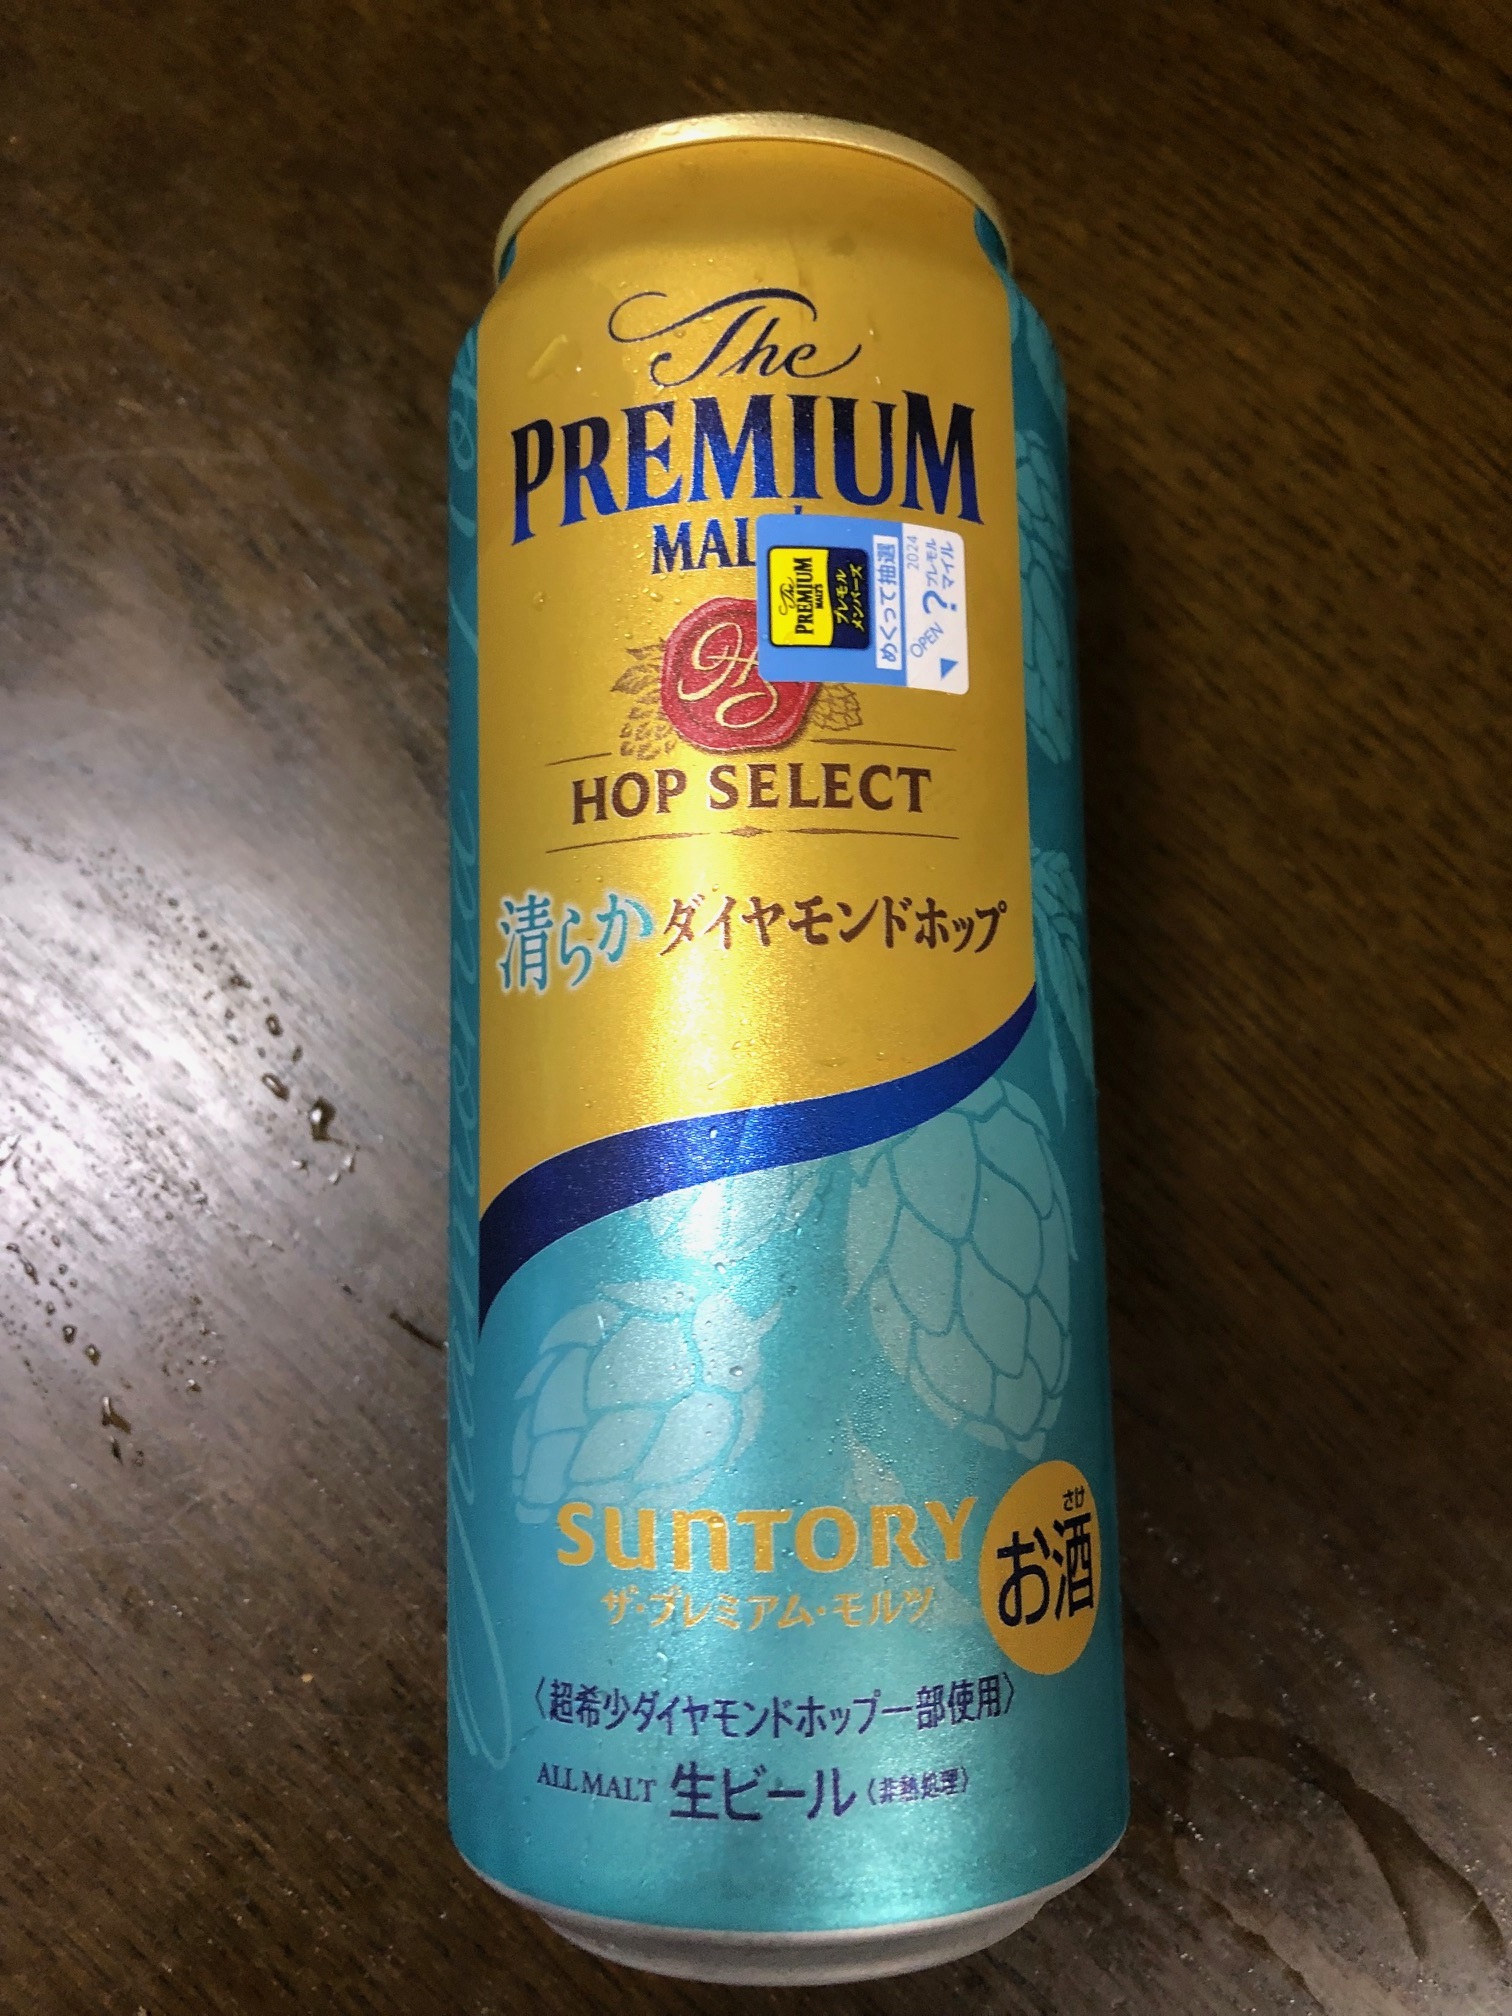 The
PREMIUM
MAL'
The
PREMIUM
MALT'S
プレモル
メンバーズ
めくって抽選
2024
プレモル
マイル
OPEN ?
HS
HOP SELECT
清らかダイヤモンドホップ
SUNTORY
ザ・プレミアム・モルツ
さけ
お酒
〈超希少ダイヤモンドホップ一部使用〉
ALL MALT 生ビール〈非熱処理〉